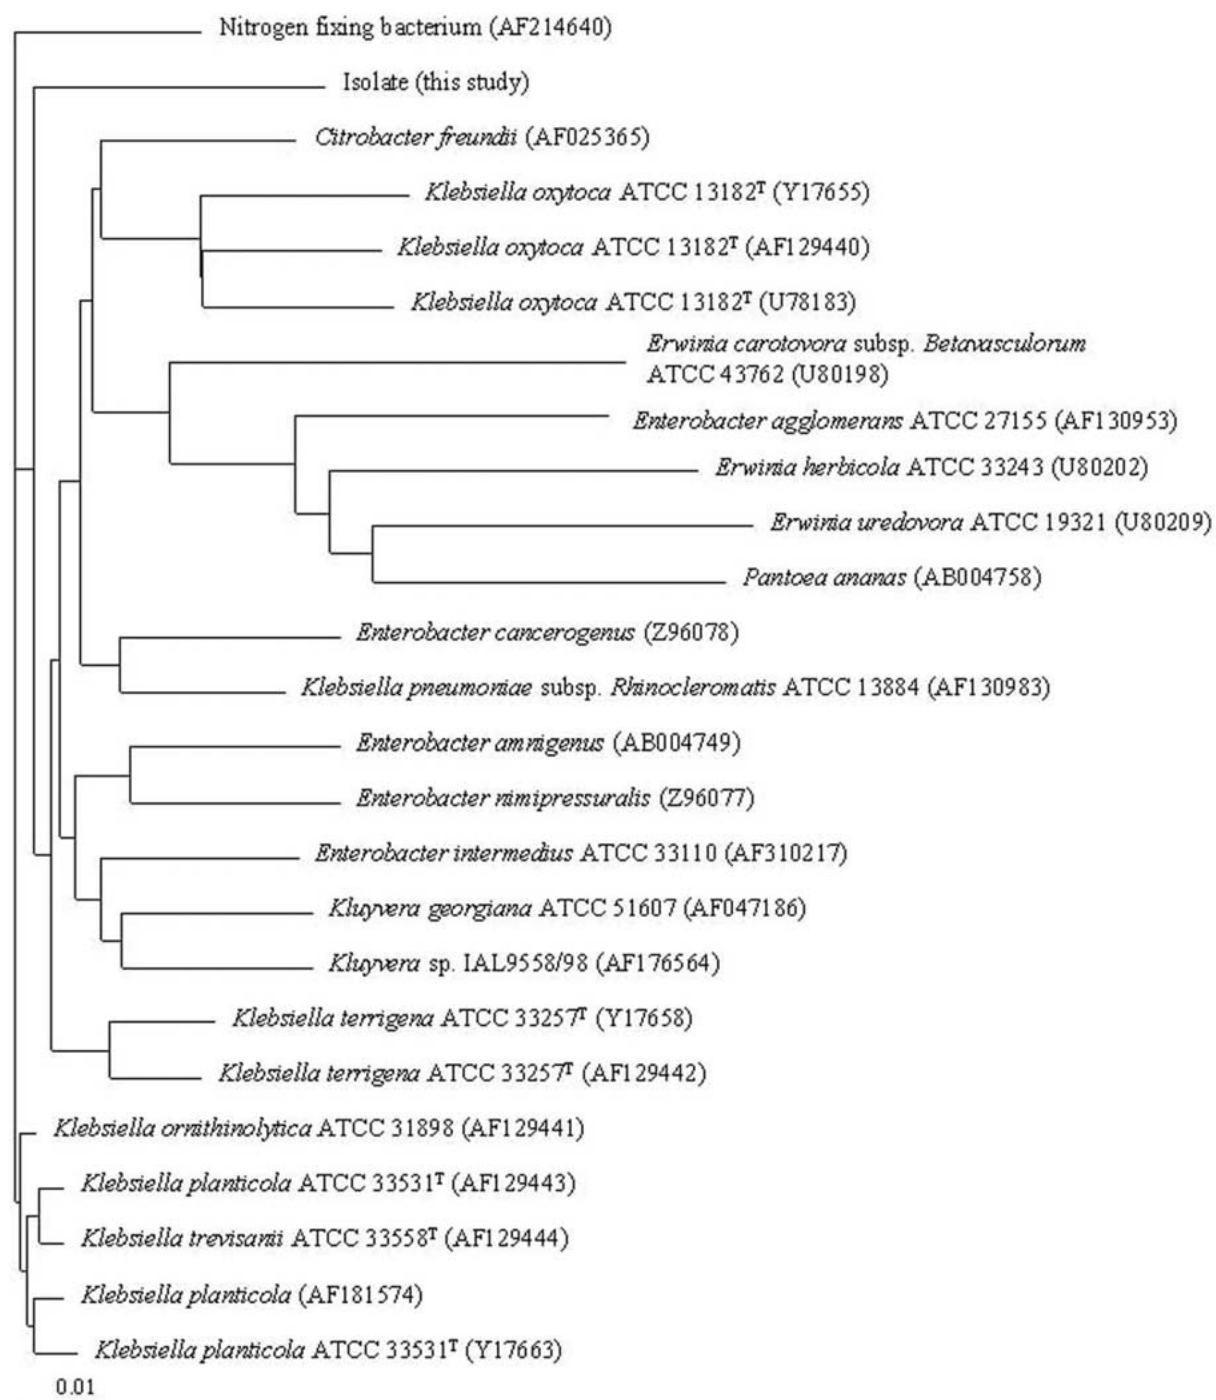 Nitrogen fixing bacterium (AF214640)
Isolate (this study)
Citrobacter freundii (AF025365)
Klebsiella oxytoca ATCC 13182ᵀ (Y17655)
Klebsiella oxytoca ATCC 13182ᵀ (AF129440)
Klebsiella oxytoca ATCC 13182ᵀ (U78183)
Erwinia carotovora subsp. Betavasculorum
ATCC 43762 (U80198)
Enterobacter agglomerans ATCC 27155 (AF130953)
Erwinia herbicola ATCC 33243 (U80202)
Erwinia uredovora ATCC 19321 (U80209)
Pantoea ananas (AB004758)
Enterobacter cancerogenus (Z96078)
Klebsiella pneumoniae subsp. Rhinocleromatis ATCC 13884 (AF130983)
Enterobacter amnigenus (AB004749)
Enterobacter nimipressuralis (Z96077)
Enterobacter intermedius ATCC 33110 (AF310217)
Kluyvera georgiana ATCC 51607 (AF047186)
Kluyvera sp. IAL9558/98 (AF176564)
Klebsiella terrigena ATCC 33257ᵀ (Y17658)
Klebsiella terrigena ATCC 33257ᵀ (AF129442)
Klebsiella ornithinolytica ATCC 31898 (AF129441)
Klebsiella planticola ATCC 33531ᵀ (AF129443)
Klebsiella trevisanii ATCC 33558ᵀ (AF129444)
Klebsiella planticola (AF181574)
Klebsiella planticola ATCC 33531ᵀ (Y17663)
0.01